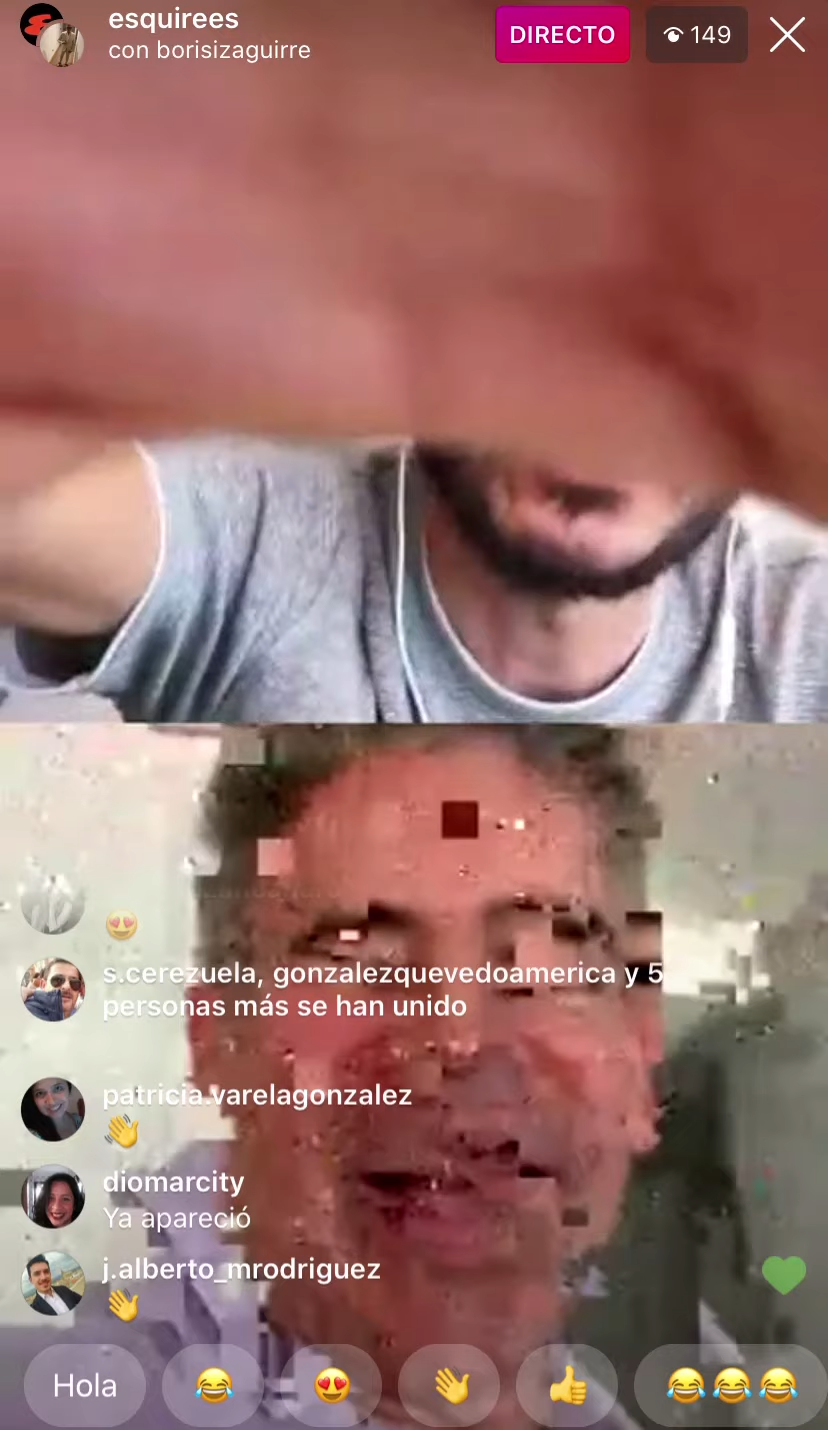 esquirees
con borisizaguirre
DIRECTO
149
s.cerezuela, gonzalezquevedoamerica y 5
personas más se han unido
patricia.varelagonzalez
diomarcity
Ya apareció
j.alberto_mrodriguez
Hola